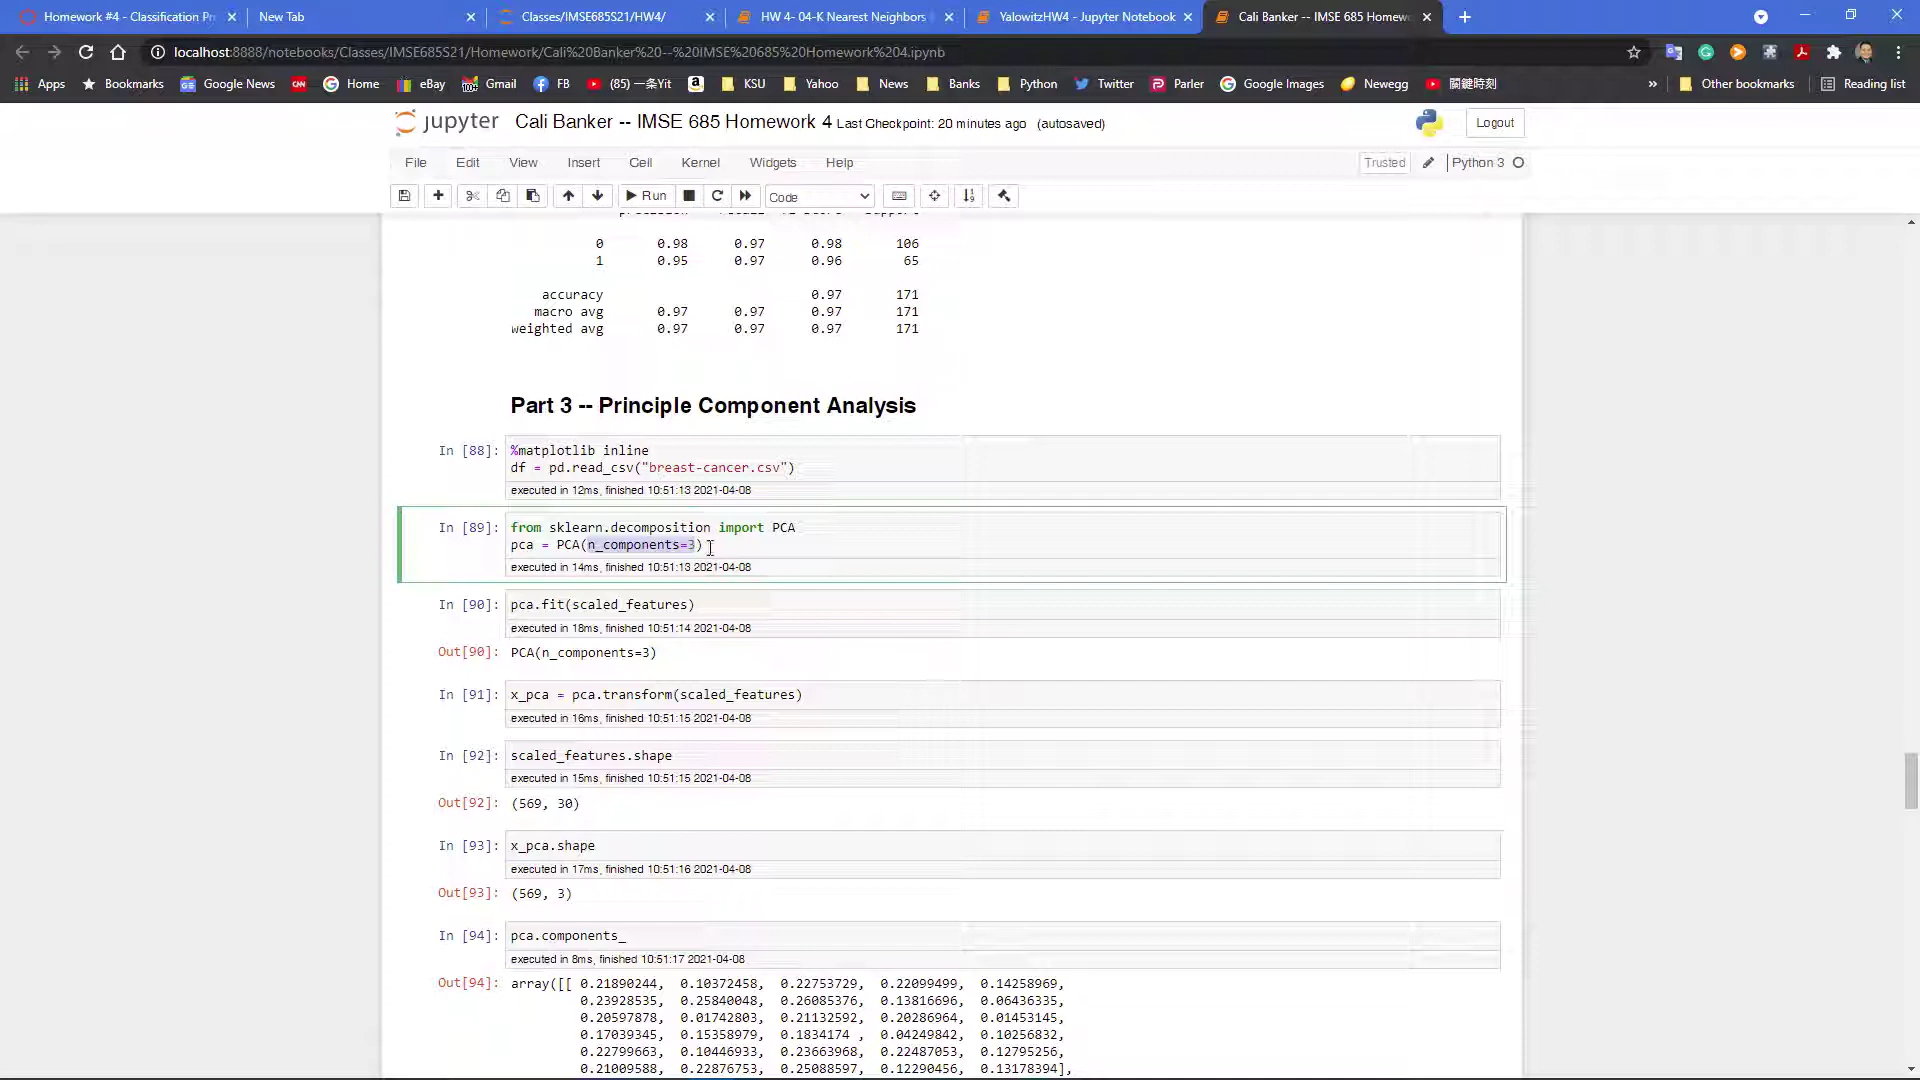 Homework #4 - Classification Pr
New Tab
Classes/IMSE685S21/HW4/
HW 4- 04-K Nearest Neighbors
YalowitzHW4 - Jupyter Notebook
Cali Banker -- IMSE 685 Homew
localhost:8888/notebooks/Classes/IMSE685S21/Homework/Cali%20Banker%20--%20IMSE%20685%20Homework%204.ipynb
Apps
Bookmarks
Google News
Home
eBay
Gmail
FB
(85) 一条Yit
KSU
Yahoo
News
Banks
Python
Twitter
Parler
Google Images
Newegg
關鍵時刻
»
Other bookmarks
Reading list
jupyter Cali Banker -- IMSE 685 Homework 4 Last Checkpoint: 20 minutes ago (autosaved)
Logout
File Edit View Insert Cell Kernel Widgets Help
Trusted
Python 3
Run
Code
0 0.98 0.97 0.98 106
1 0.95 0.97 0.96 65
accuracy 0.97 171
macro avg 0.97 0.97 0.97 171
weighted avg 0.97 0.97 0.97 171
Part 3 -- Principle Component Analysis
In [88]: %matplotlib inline
df = pd.read_csv("breast-cancer.csv")
executed in 12ms, finished 10:51:13 2021-04-08
In [89]: from sklearn.decomposition import PCA
pca = PCA(n_components=3)
executed in 14ms, finished 10:51:13 2021-04-08
In [90]: pca.fit(scaled_features)
executed in 18ms, finished 10:51:14 2021-04-08
Out[90]: PCA(n_components=3)
In [91]: x_pca = pca.transform(scaled_features)
executed in 16ms, finished 10:51:15 2021-04-08
In [92]: scaled_features.shape
executed in 15ms, finished 10:51:15 2021-04-08
Out[92]: (569, 30)
In [93]: x_pca.shape
executed in 17ms, finished 10:51:16 2021-04-08
Out[93]: (569, 3)
In [94]: pca.components_
executed in 8ms, finished 10:51:17 2021-04-08
Out[94]: array([[ 0.21890244, 0.10372458, 0.22753729, 0.22099499, 0.14258969,
0.23928535, 0.25840048, 0.26085376, 0.13816696, 0.06436335,
0.20597878, 0.01742803, 0.21132592, 0.20286964, 0.01453145,
0.17039345, 0.15358979, 0.1834174 , 0.04249842, 0.10256832,
0.22799663, 0.10446933, 0.23663968, 0.22487053, 0.12795256,
0.21009588, 0.22876753, 0.25088597, 0.12290456, 0.13178394],